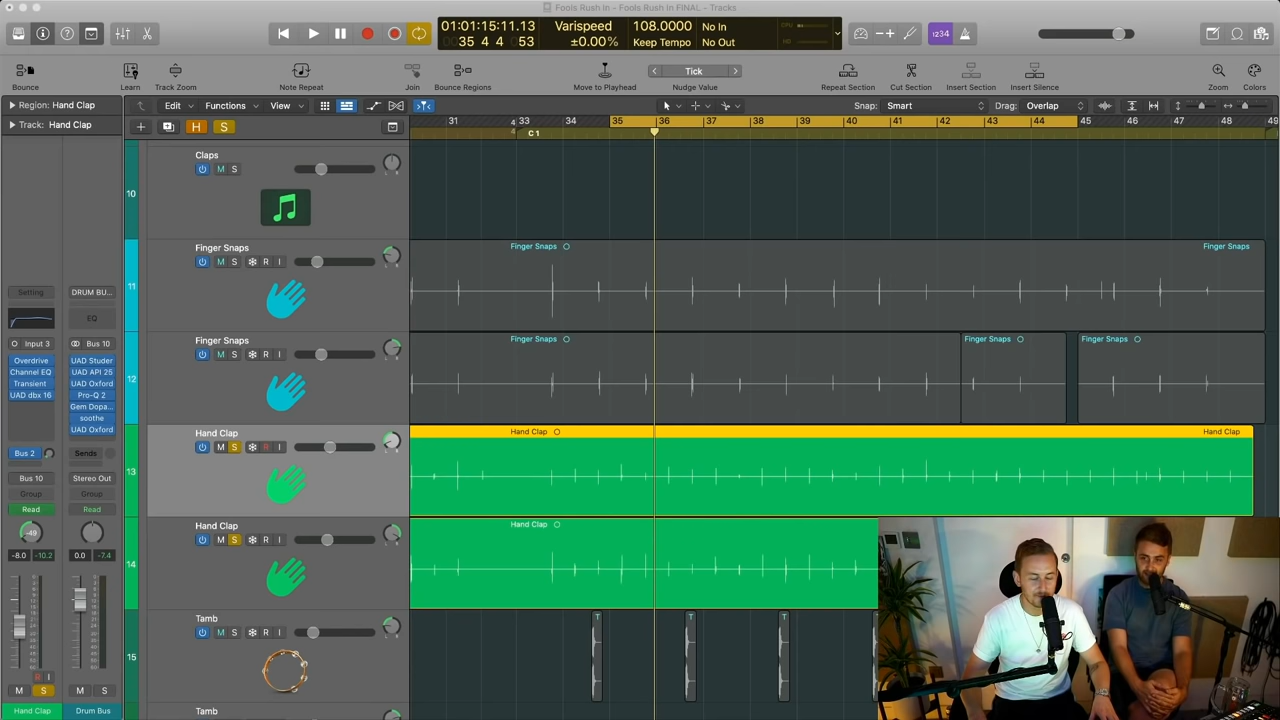 Fools Rush In - Fools Rush In FINAL - Tracks
01:01:15:11.13
35 4 4 53
Varispeed
±0.00%
108.0000
Keep Tempo
No In
No Out
CPU
HD
1234
Bounce
Learn
Track Zoom
Note Repeat
Join
Bounce Regions
Move to Playhead
Tick
Nudge Value
Repeat Section
Cut Section
Insert Section
Insert Silence
Zoom
Colors
Region: Hand Clap
Edit
Functions
View
Snap:
Smart
Drag:
Overlap
Track: Hand Clap
H
S
31
33
34
35
36
37
38
39
40
41
42
43
44
45
46
47
48
49
4
4
C 1
10
Claps
M S
11
Finger Snaps
M S R I
Finger Snaps
Finger Snaps
12
Finger Snaps
M S R I
Finger Snaps
Finger Snaps
Finger Snaps
13
Hand Clap
M S R I
Hand Clap
Hand Clap
14
Hand Clap
M S R I
Hand Clap
15
Tamb
M S R I
T
T
T
Tamb
Setting
DRUM BU...
EQ
Input 3
Bus 10
Overdrive
Channel EQ
Transient
UAD dbx 16
UAD Studer
UAD API 25
UAD Oxford
Pro-Q 2
Gem Dopa...
soothe
UAD Oxford
Bus 2
Sends
Bus 10
Stereo Out
Group
Group
Read
Read
-49
-8.0
-10.2
0.0
-7.4
R I
M S
M S
Hand Clap
Drum Bus